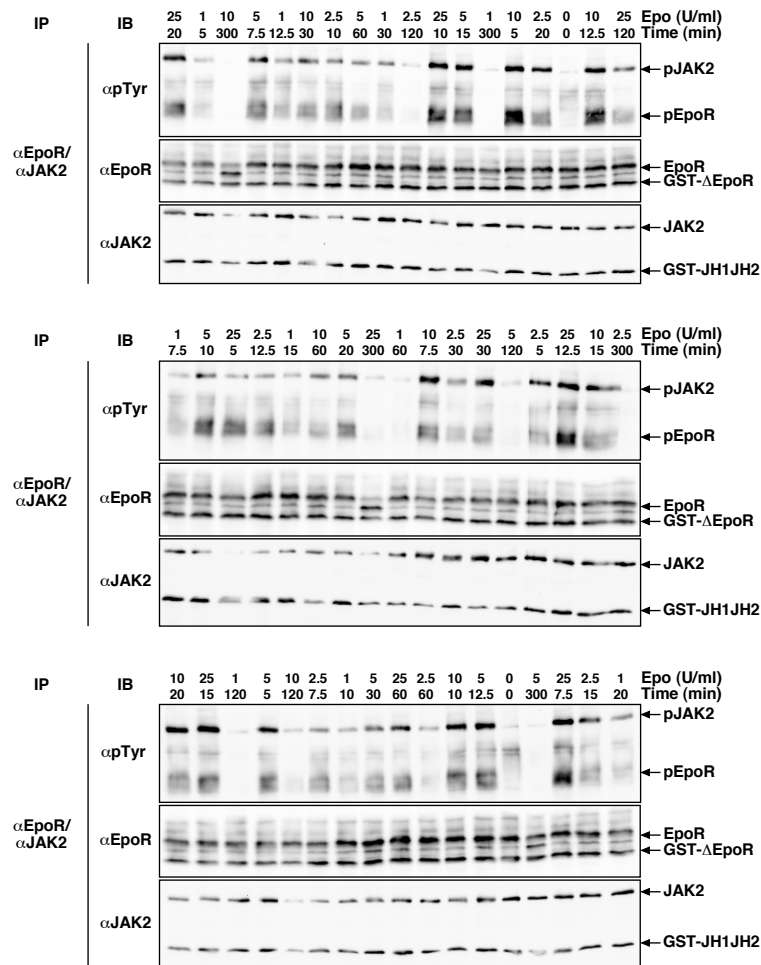 IP IB 25 1 10 5 1 10 2.5 5 1 2.5 25 5 1 10 2.5 0 10 25 Epo (U/ml)
20 5 300 7.5 12.5 30 10 60 30 120 10 15 300 5 20 0 12.5 120 Time (min)
αpTyr
pJAK2
pEpoR
αEpoR/
αJAK2
αEpoR
EpoR
GST-ΔEpoR
αJAK2
JAK2
GST-JH1JH2
IP IB 1 5 25 2.5 1 10 5 25 1 10 2.5 25 5 2.5 25 10 2.5 Epo (U/ml)
7.5 10 5 12.5 15 60 20 300 60 7.5 30 30 120 5 12.5 15 300 Time (min)
αpTyr
pJAK2
pEpoR
αEpoR/
αJAK2
αEpoR
EpoR
GST-ΔEpoR
αJAK2
JAK2
GST-JH1JH2
IP IB 10 25 1 5 10 2.5 1 5 25 2.5 10 5 0 5 25 2.5 1 Epo (U/ml)
20 15 120 5 120 7.5 10 30 60 60 10 12.5 0 300 7.5 15 20 Time (min)
αpTyr
pJAK2
pEpoR
αEpoR/
αJAK2
αEpoR
EpoR
GST-ΔEpoR
αJAK2
JAK2
GST-JH1JH2